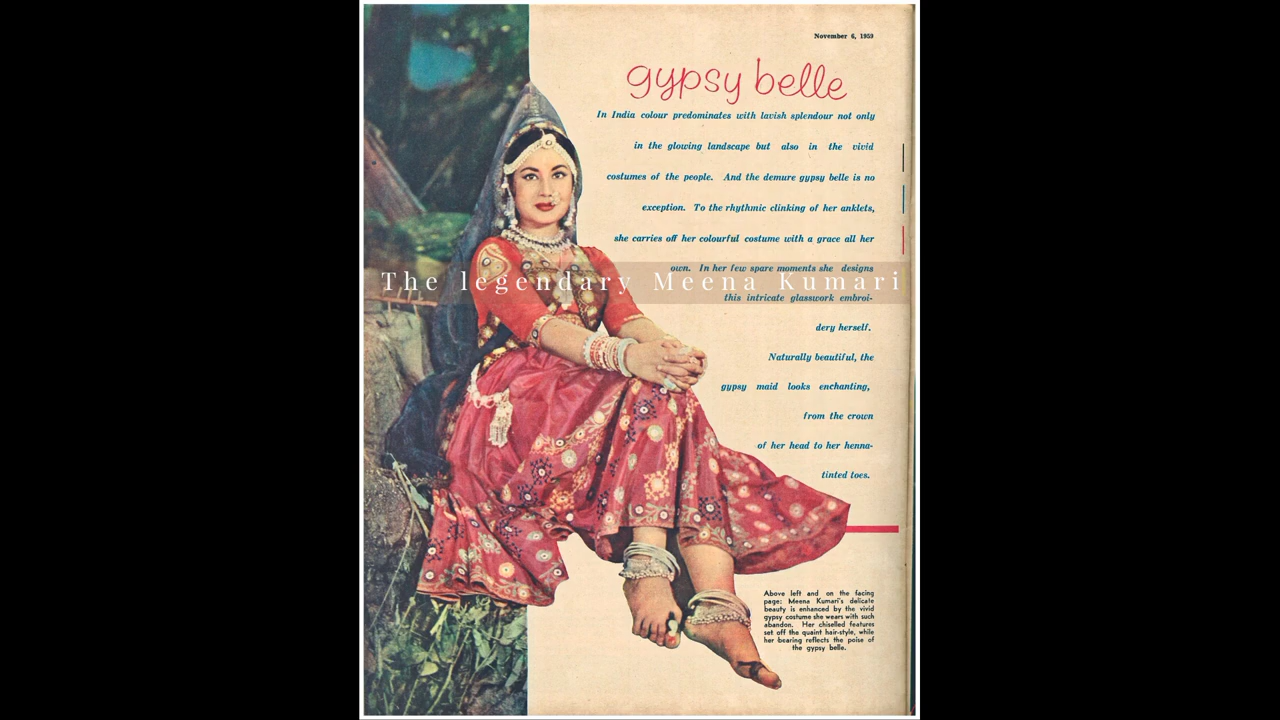 November 6, 1959
gypsy belle
In India colour predominates with lavish splendour not only
in the glowing landscape but also in the vivid
costumes of the people. And the demure gypsy belle is no
exception. To the rhythmic clinking of her anklets,
she carries off her colourful costume with a grace all her
own. In her few spare moments she designs
The legendary Meena Kumari
this intricate glasswork embroi-
dery herself.
Naturally beautiful, the
gypsy maid looks enchanting,
from the crown
of her head to her henna-
tinted toes.
Above left and on the facing
page: Meena Kumari's delicate
beauty is enhanced by the vivid
gypsy costume she wears with such
abandon. Her chiselled features
set off the quaint hair-style, while
her bearing reflects the poise of
the gypsy belle.